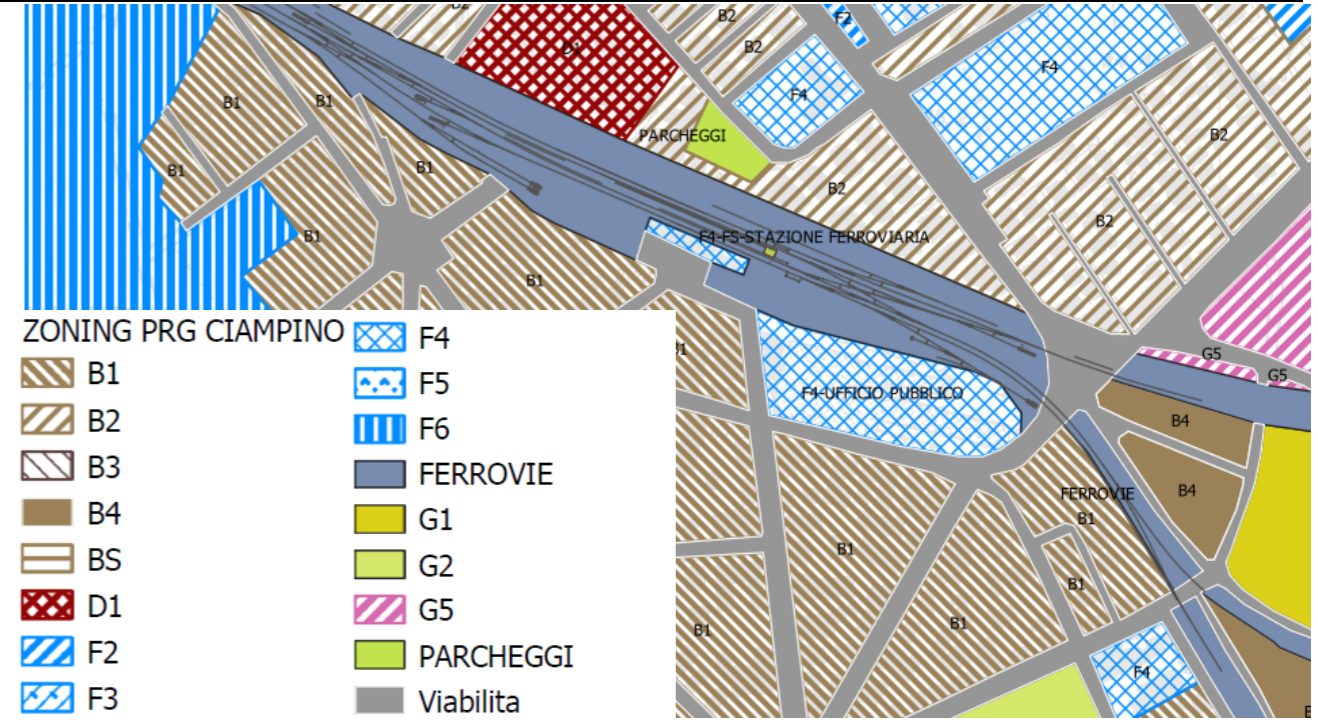 B2
B2
B2
F2
D1
F4
F4
B1
B1
PARCHEGGI
B2
B1
B1
B2
B2
B1
F4-FS-STAZIONE FERROVIARIA
B1
G5
G5
F4-UFFICIO PUBBLICO
B4
B4
FERROVIE
B1
B1
B1
B1
B1
F4
ZONING PRG CIAMPINO
B1
B2
B3
B4
BS
D1
F2
F3
F4
F5
F6
FERROVIE
G1
G2
G5
PARCHEGGI
Viabilita